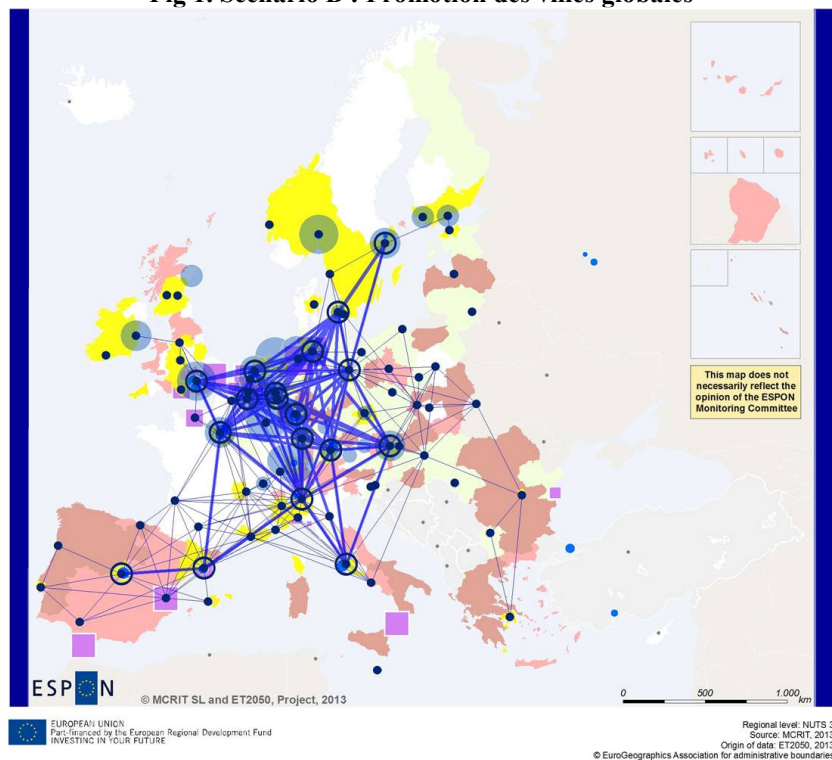 Fig 1. Scénario B : Promotion des villes globales
This map does not
necessarily reflect the
opinion of the ESPON
Monitoring Committee
ESPON
© MCRIT SL and ET2050, Project, 2013
0 500 1.000
km
EUROPEAN UNION
Part-financed by the European Regional Development Fund
INVESTING IN YOUR FUTURE
Regional level: NUTS 3
Source: MCRIT, 2013
Origin of data: ET2050, 2013
© EuroGeographics Association for administrative boundaries